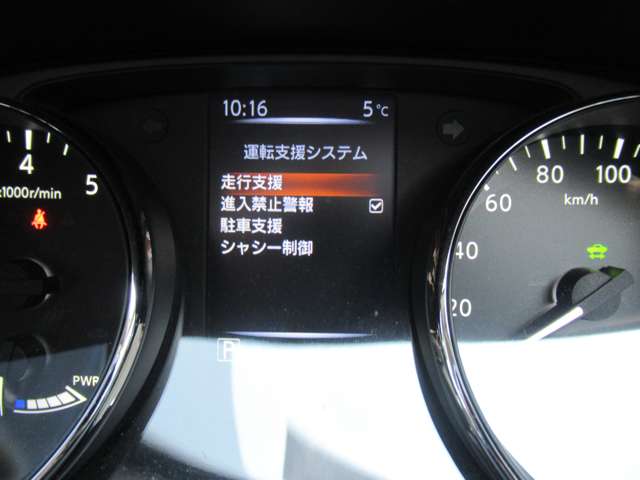 10:16 5℃
運転支援システム
走行支援
進入禁止警報
駐車支援
シャシー制御
P
4
5
x1000r/min
PWR
100
80
60
40
20
km/h